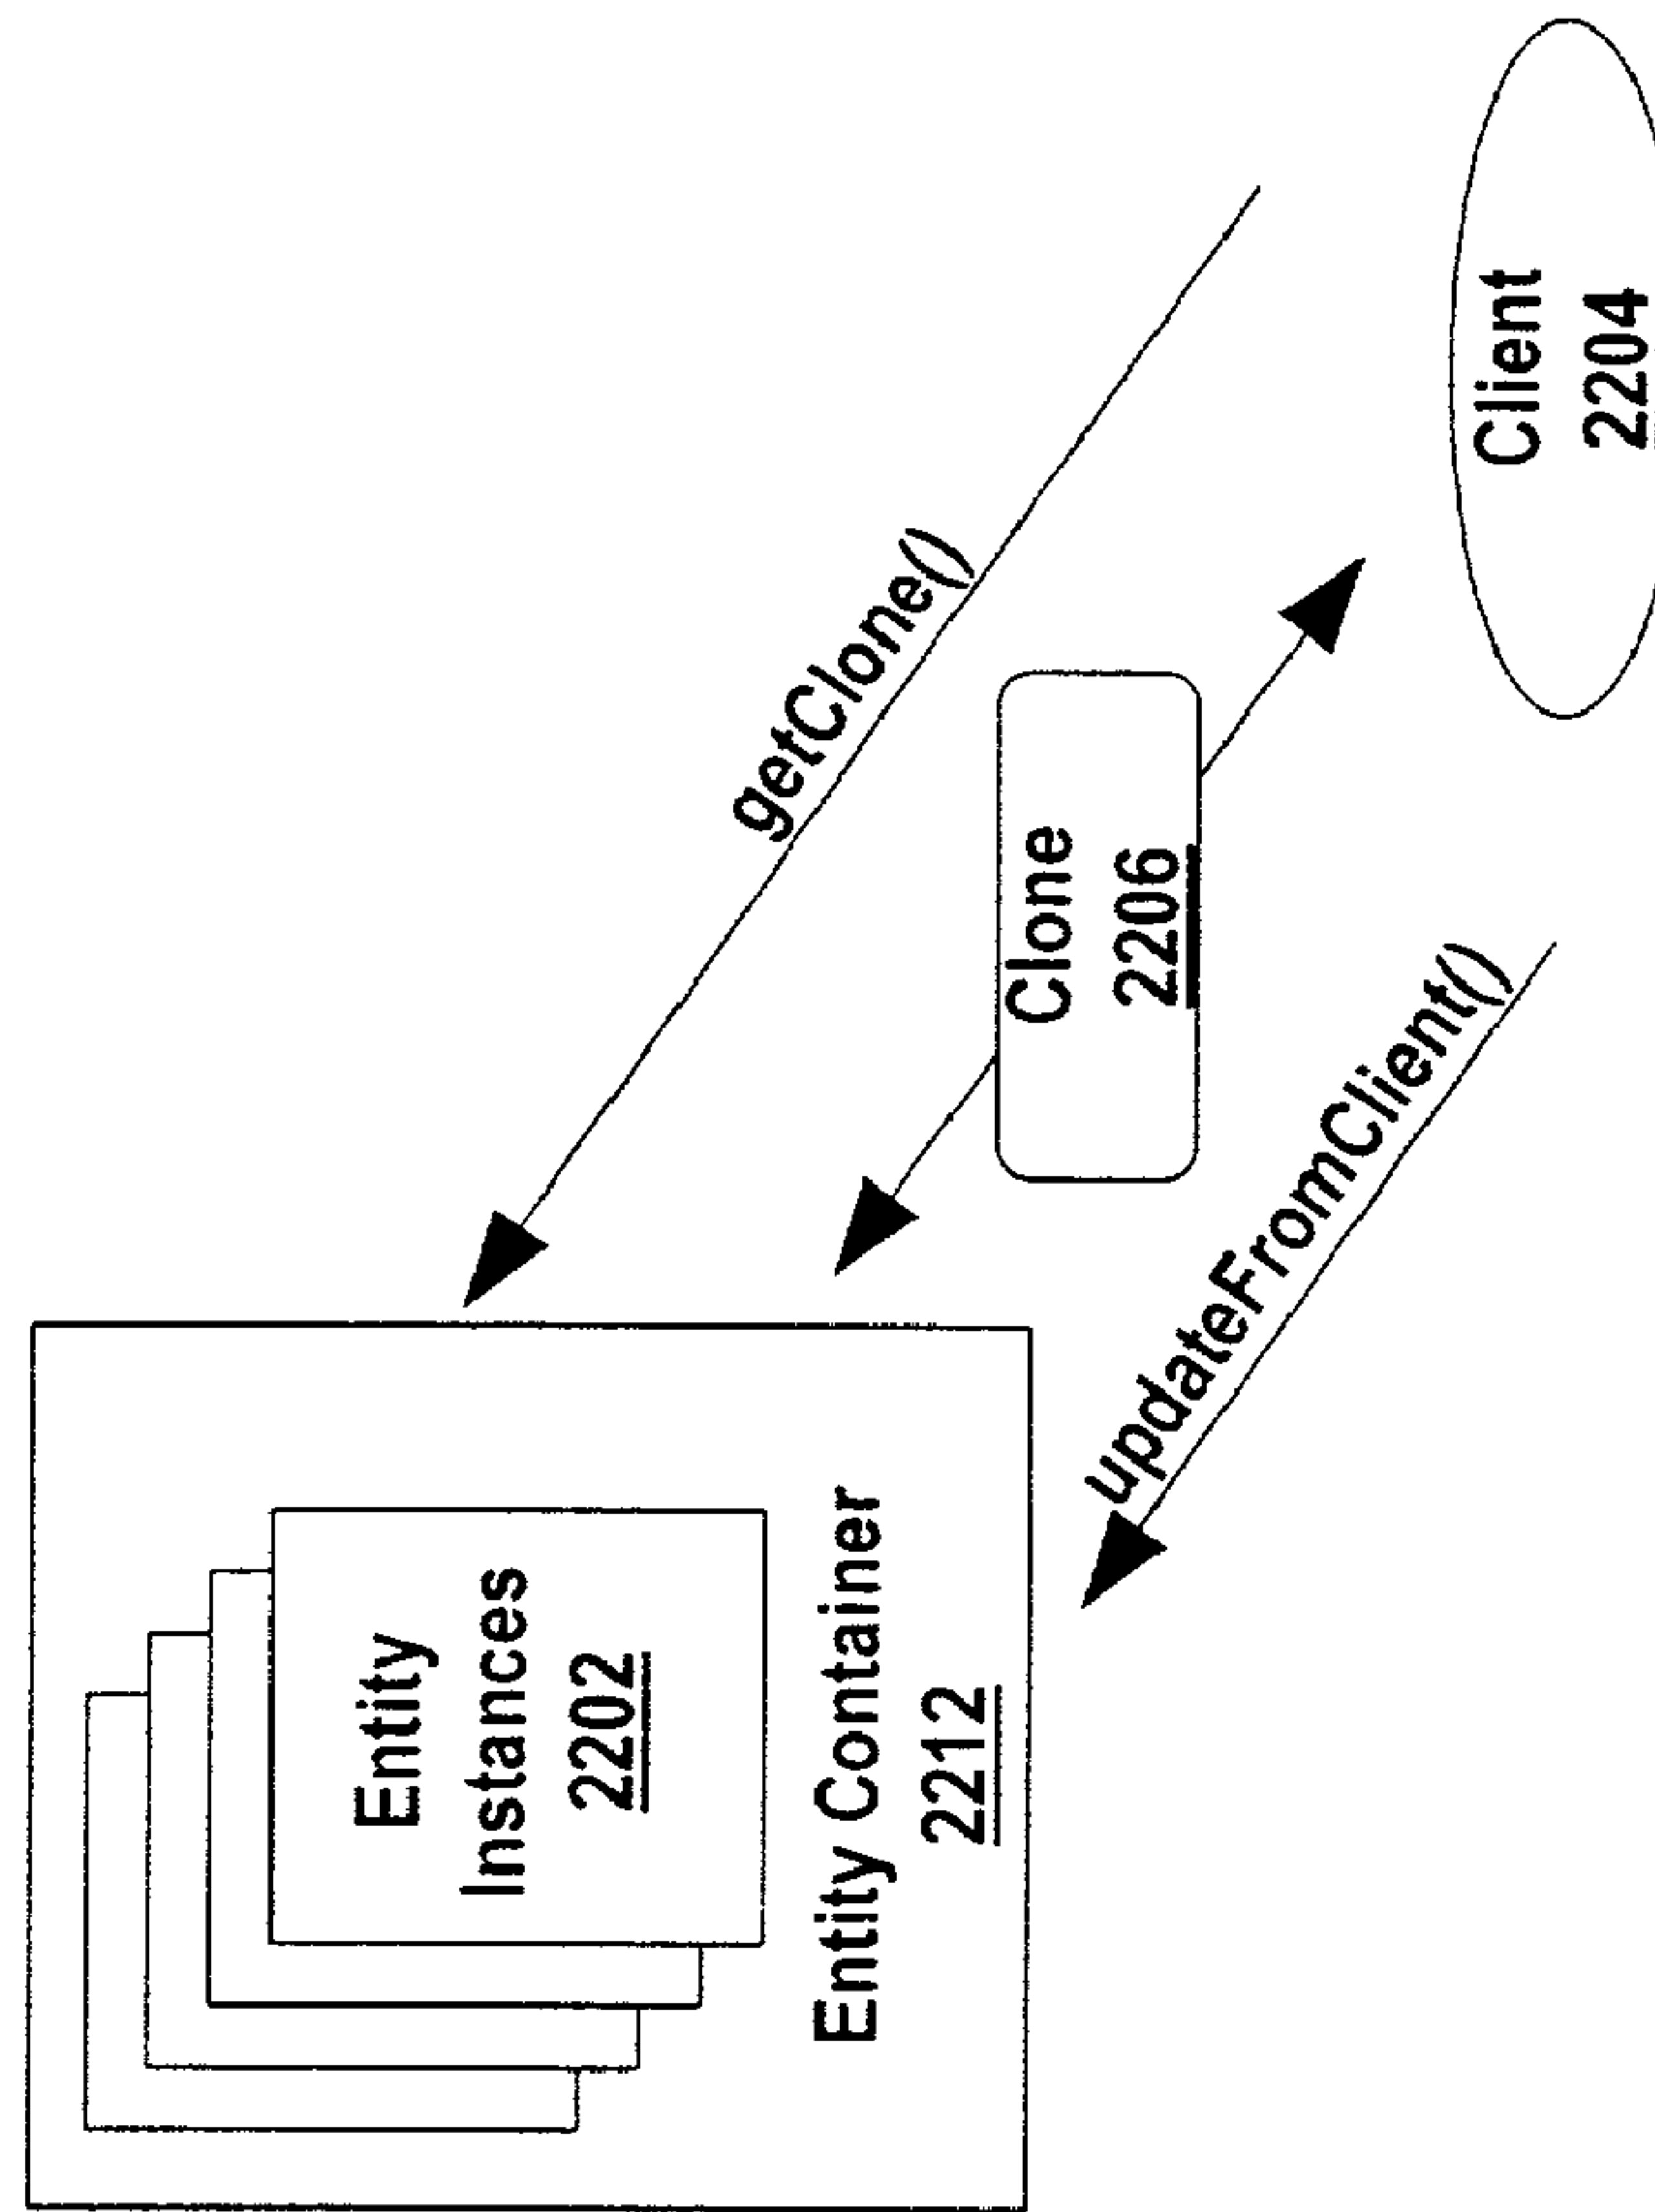 Entity
Instances
2202
Entity Container
2212
getClone()
Clone
2206
updateFromClient()
Client
2204